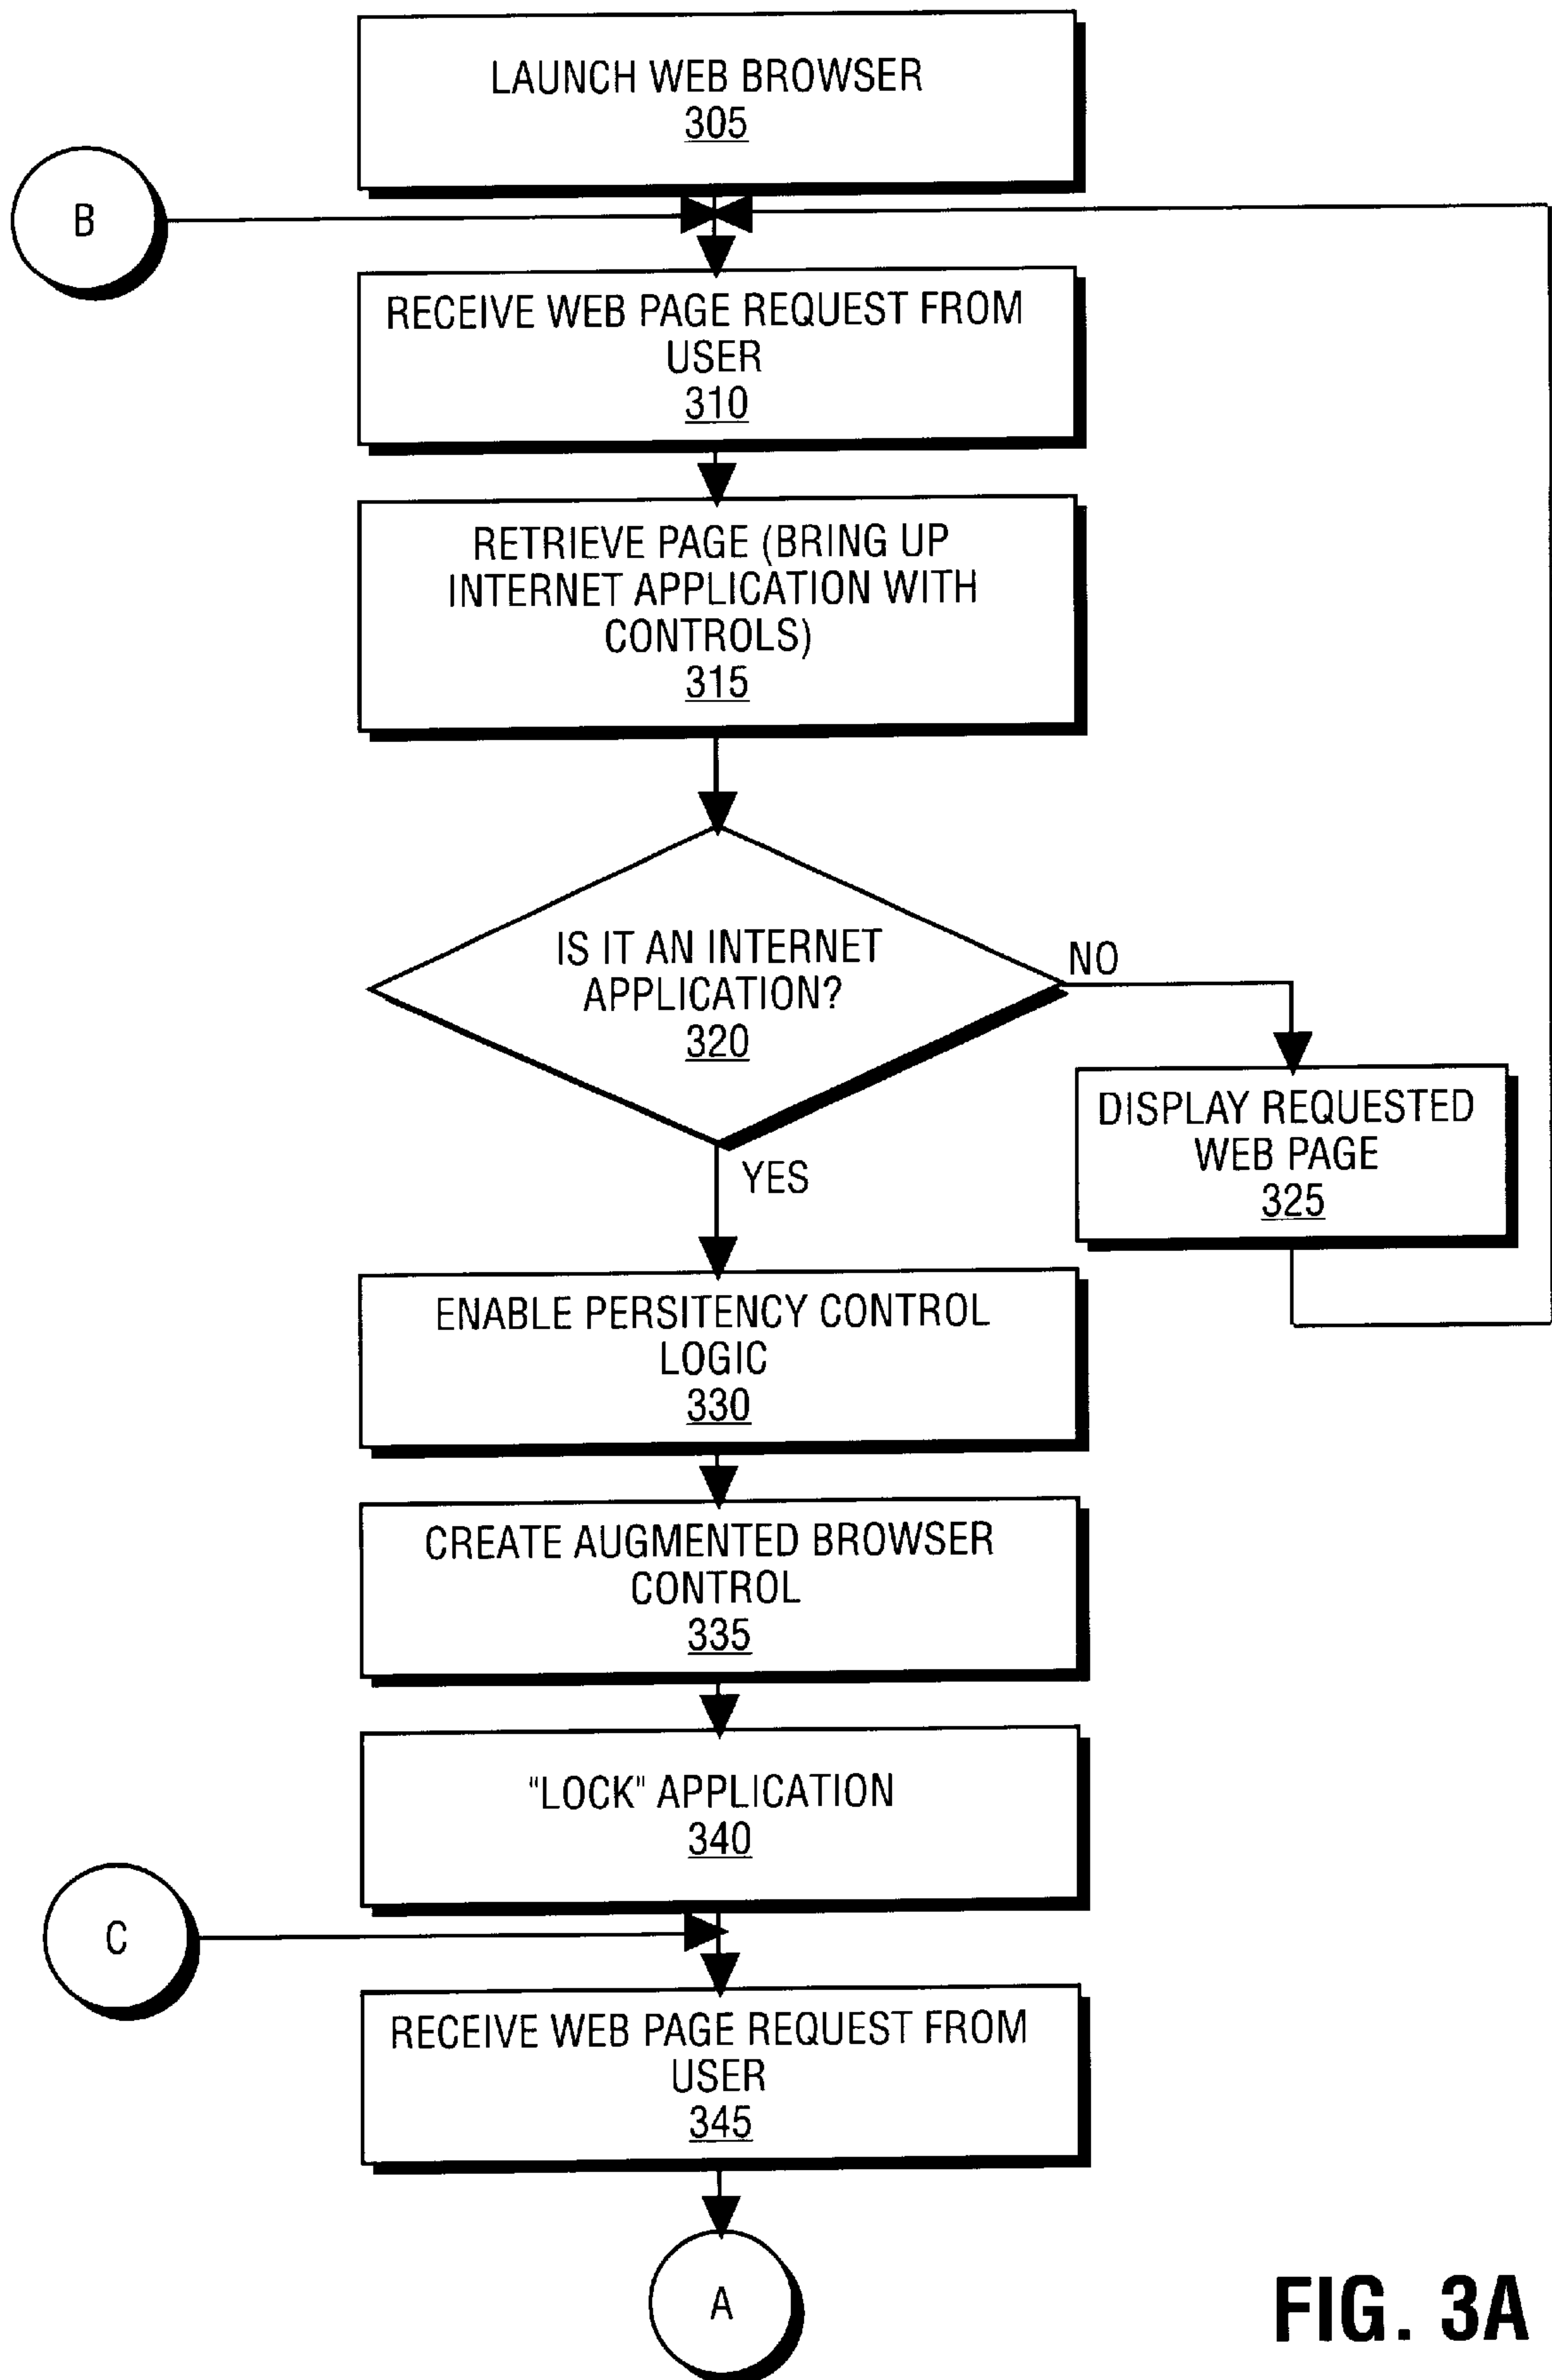 LAUNCH WEB BROWSER
305
B
RECEIVE WEB PAGE REQUEST FROM
USER
310
RETRIEVE PAGE (BRING UP
INTERNET APPLICATION WITH
CONTROLS)
315
IS IT AN INTERNET
APPLICATION?
320
NO
DISPLAY REQUESTED
WEB PAGE
325
YES
ENABLE PERSITENCY CONTROL
LOGIC
330
CREATE AUGMENTED BROWSER
CONTROL
335
"LOCK" APPLICATION
340
C
RECEIVE WEB PAGE REQUEST FROM
USER
345
A
FIG. 3A